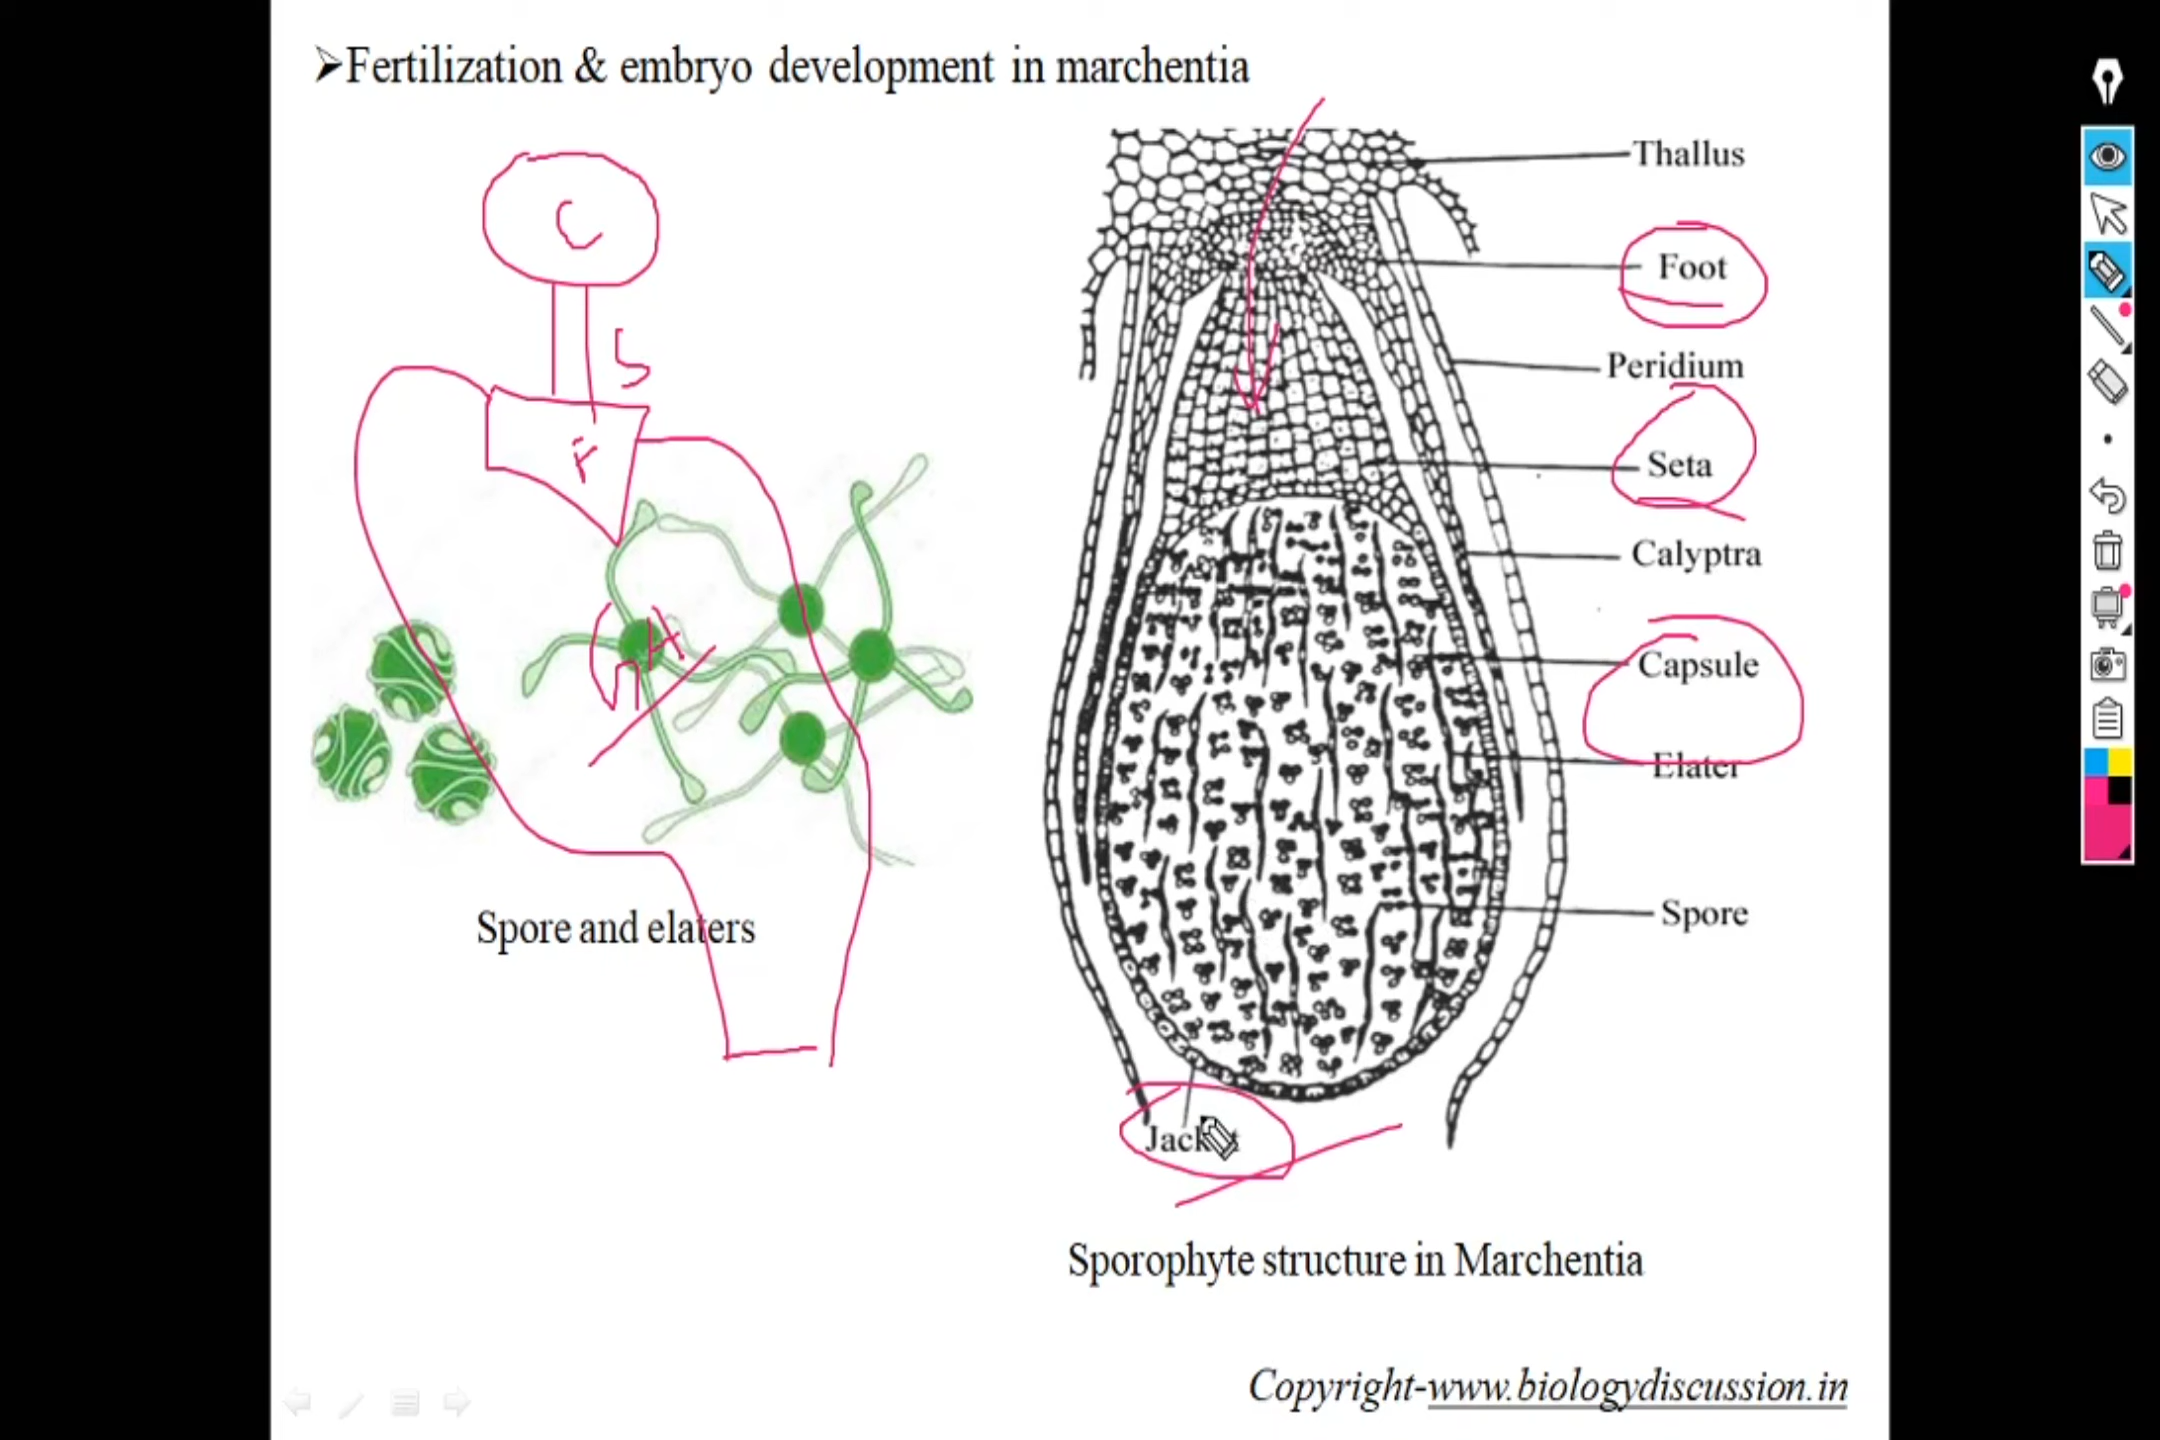 ➢Fertilization & embryo development in marchentia
C
S
F
Spore and elaters
Thallus
Foot
Peridium
Seta
Calyptra
Capsule
Elater
Spore
Sporophyte structure in Marchentia
Copyright-www.biologydiscussion.in